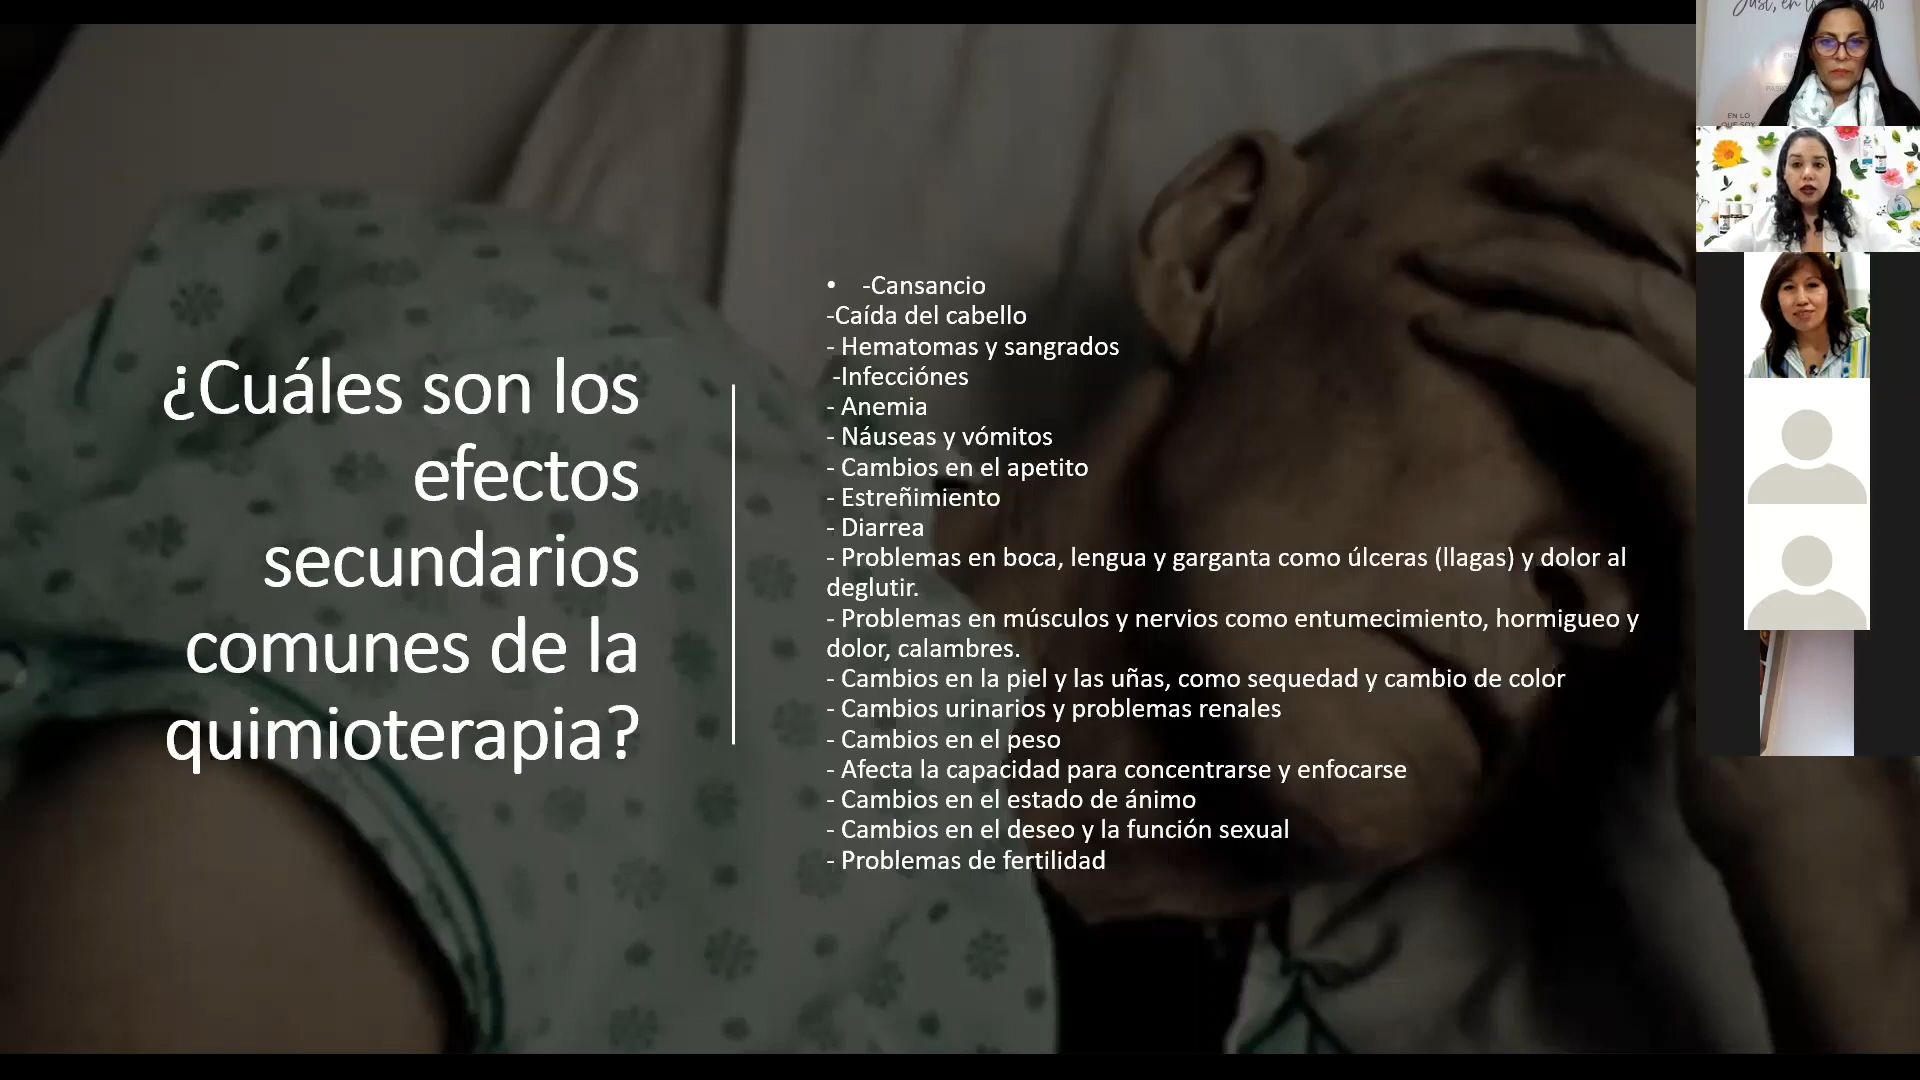 ¿Cuáles son los
efectos
secundarios
comunes de la
quimioterapia?
• -Cansancio
-Caída del cabello
- Hematomas y sangrados
-Infecciónes
- Anemia
- Náuseas y vómitos
- Cambios en el apetito
- Estreñimiento
- Diarrea
- Problemas en boca, lengua y garganta como úlceras (llagas) y dolor al
deglutir.
- Problemas en músculos y nervios como entumecimiento, hormigueo y
dolor, calambres.
- Cambios en la piel y las uñas, como sequedad y cambio de color
- Cambios urinarios y problemas renales
- Cambios en el peso
- Afecta la capacidad para concentrarse y enfocarse
- Cambios en el estado de ánimo
- Cambios en el deseo y la función sexual
- Problemas de fertilidad
Just, en
EN LO
QUE SOY